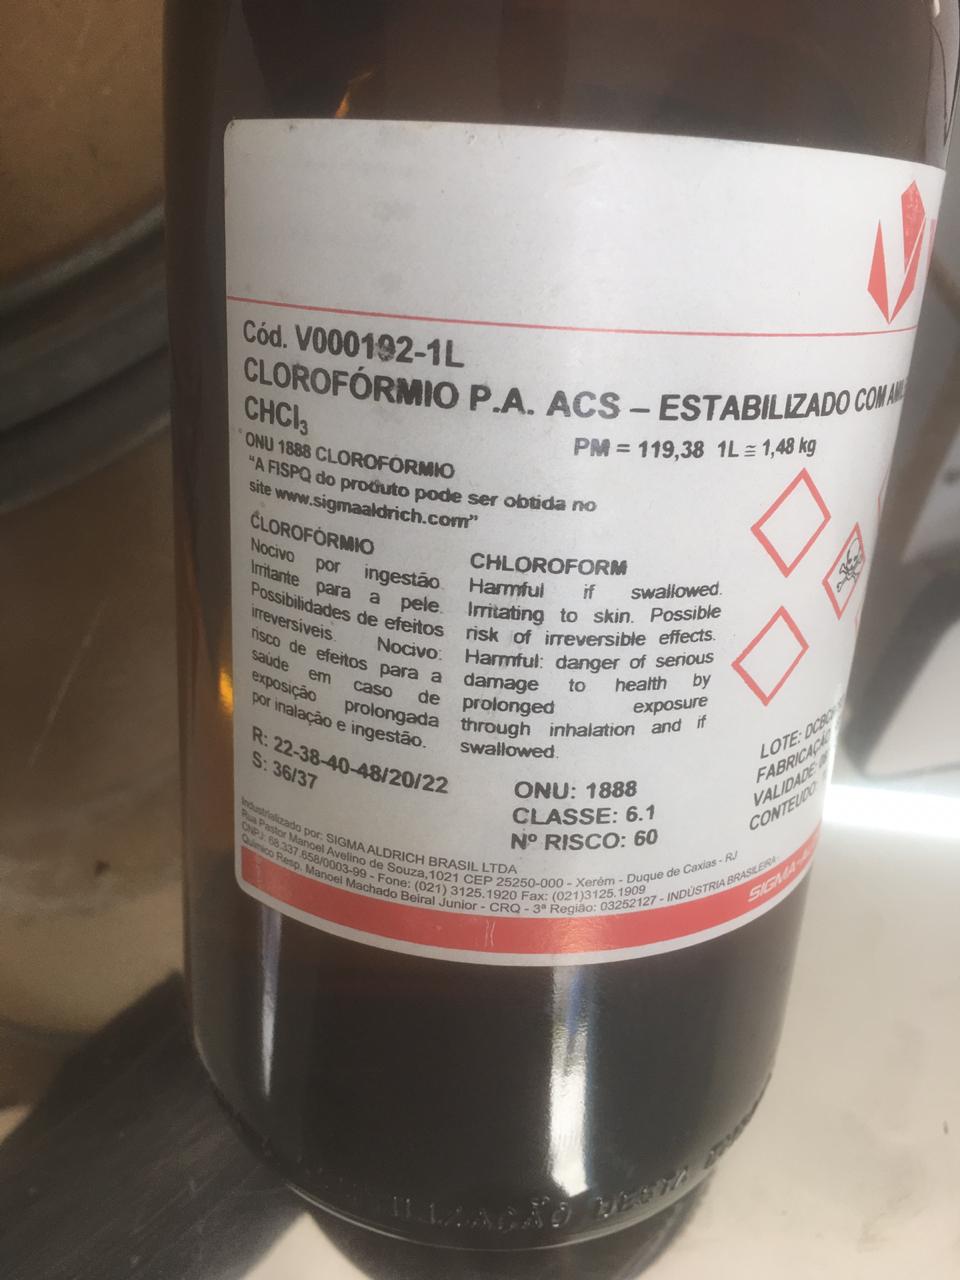 Cód. V000192-1L
CLOROFÓRMIO P.A. ACS – ESTABILIZADO COM
CHCl₃
PM = 119,38 1L ≅ 1,48 kg
ONU 1888 CLOROFÓRMIO
"A FISPQ do produto pode ser obtida no
site www.sigmaaldrich.com"
CLOROFÓRMIO
Nocivo por ingestão.
Irritante para a pele.
Possibilidades de efeitos
irreversíveis. Nocivo:
risco de efeitos para a
saúde em caso de
exposição prolongada
por inalação e ingestão.
R: 22-38-40-48/20/22
S: 36/37
CHLOROFORM
Harmful if swallowed.
Irritating to skin. Possible
risk of irreversible effects.
Harmful: danger of serious
damage to health by
prolonged exposure
through inhalation and if
swallowed.
ONU: 1888
CLASSE: 6.1
Nº RISCO: 60
LOTE:
FABRICAÇÃO
VALIDADE:
CONTEUDO:
Industrializado por: SIGMA ALDRICH BRASIL LTDA
Rua Pastor Manoel Avelino de Souza,1021 CEP 25250-000 - Xerém - Duque de Caxias - RJ
CNPJ: 68.337.658/0003-99 - Fone: (021) 3125.1920 Fax: (021)3125.1909
Químico Resp. Manoel Machado Beiral Junior - CRQ - 3ª Região: 03252127 - INDÚSTRIA BRASILEIRA
DESTA